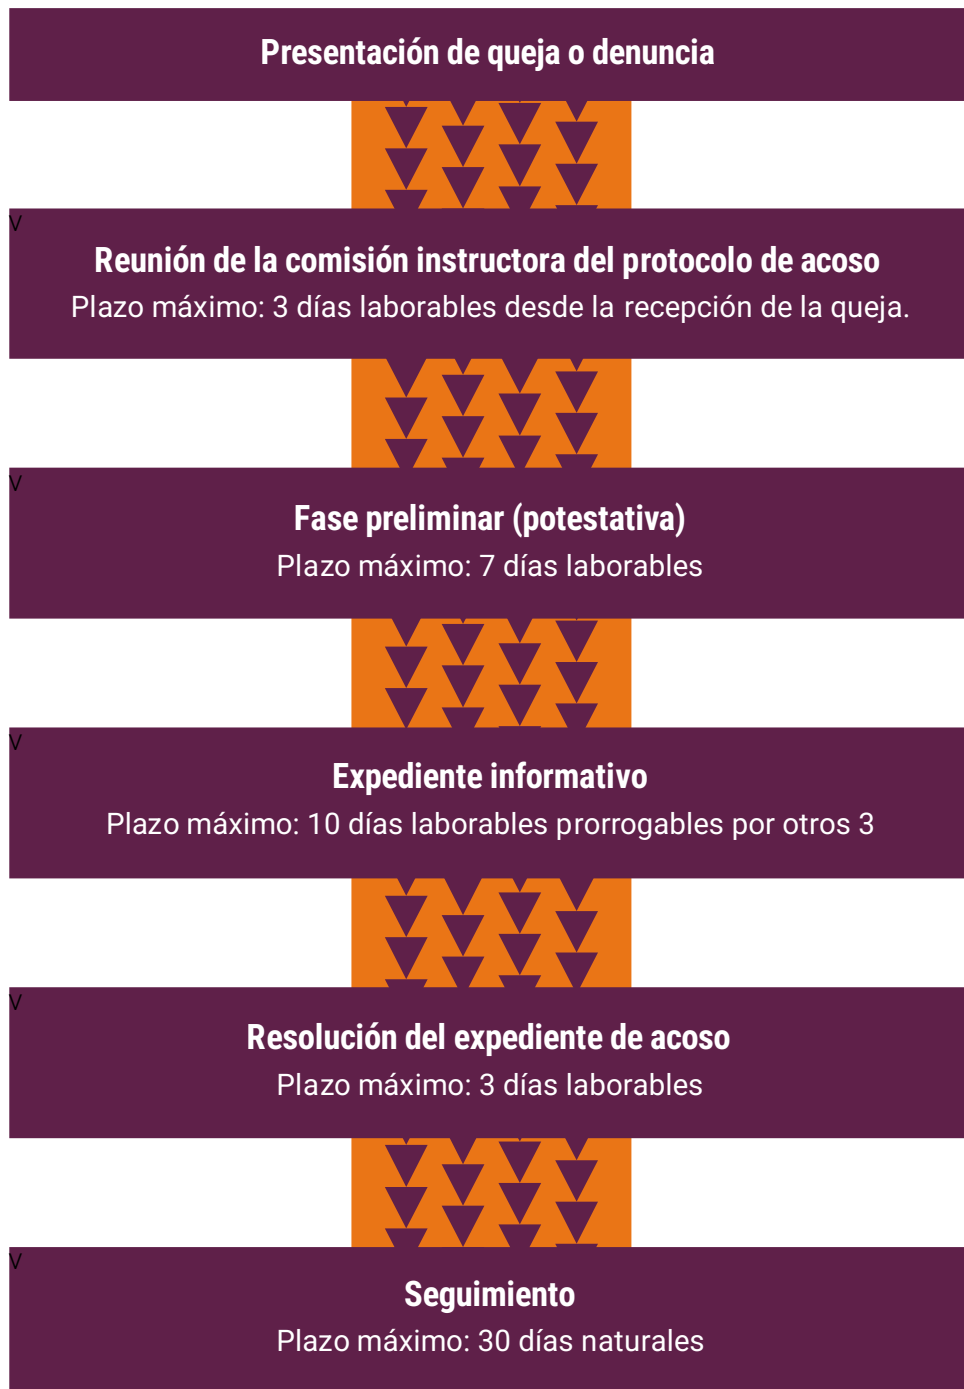 Presentación de queja o denuncia
V
Reunión de la comisión instructora del protocolo de acoso
Plazo máximo: 3 días laborables desde la recepción de la queja.
V
Fase preliminar (potestativa)
Plazo máximo: 7 días laborables
V
Expediente informativo
Plazo máximo: 10 días laborables prorrogables por otros 3
V
Resolución del expediente de acoso
Plazo máximo: 3 días laborables
V
Seguimiento
Plazo máximo: 30 días naturales